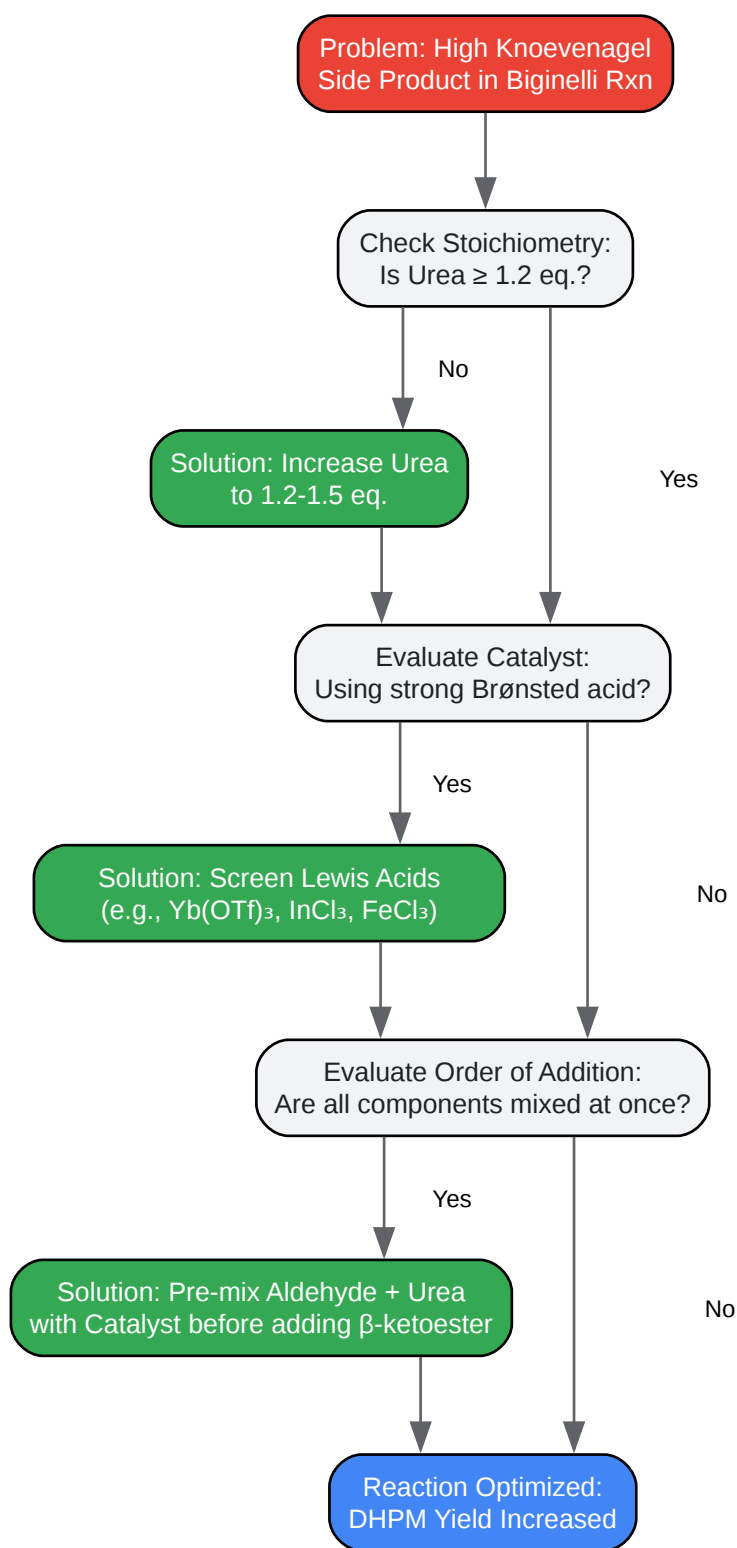 Problem: High Knoevenagel
Side Product in Biginelli Rxn
Check Stoichiometry:
Is Urea ≥ 1.2 eq.?
No
Solution: Increase Urea
to 1.2-1.5 eq.
Yes
Evaluate Catalyst:
Using strong Brønsted acid?
Yes
Solution: Screen Lewis Acids
(e.g., Yb(OTf)₃, InCl₃, FeCl₃)
No
Evaluate Order of Addition:
Are all components mixed at once?
Yes
Solution: Pre-mix Aldehyde + Urea
with Catalyst before adding β-ketoester
No
Reaction Optimized:
DHPM Yield Increased